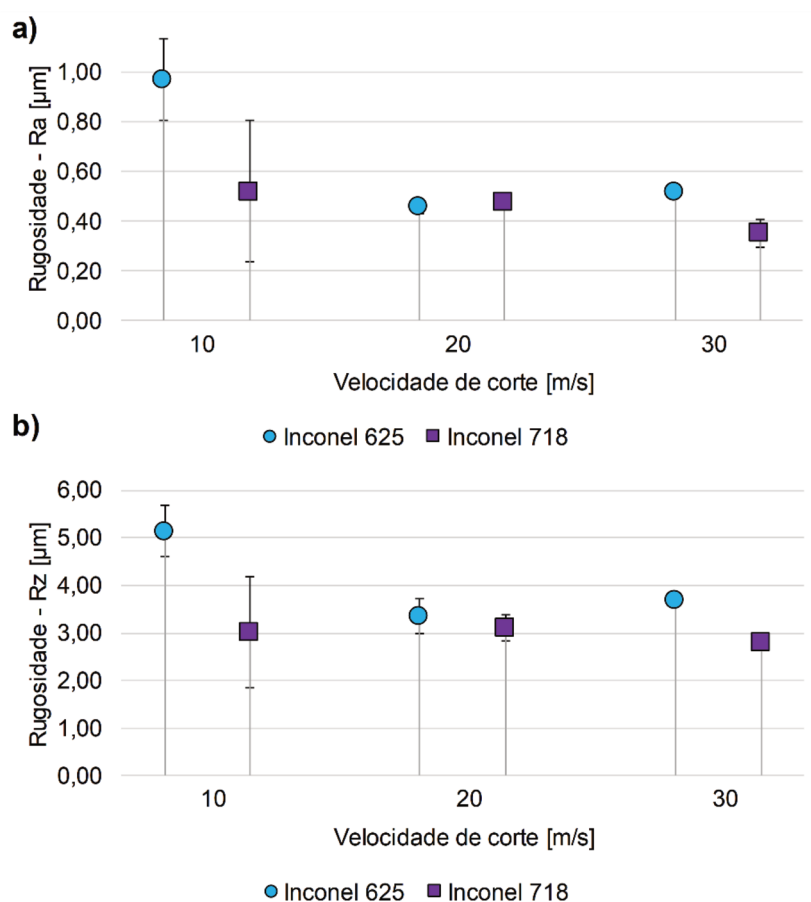 a)
Rugosidade - Ra [µm]
1,00
0,80
0,60
0,40
0,20
0,00
10 20 30
Velocidade de corte [m/s]
Inconel 625 Inconel 718
b)
Rugosidade - Rz [µm]
6,00
5,00
4,00
3,00
2,00
1,00
0,00
10 20 30
Velocidade de corte [m/s]
Inconel 625 Inconel 718